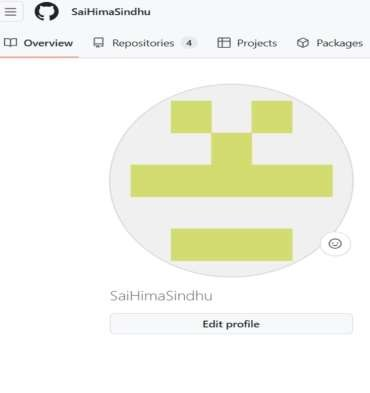 SaiHimaSindhu
Overview Repositories 4 Projects Packages
SaiHimaSindhu
Edit profile